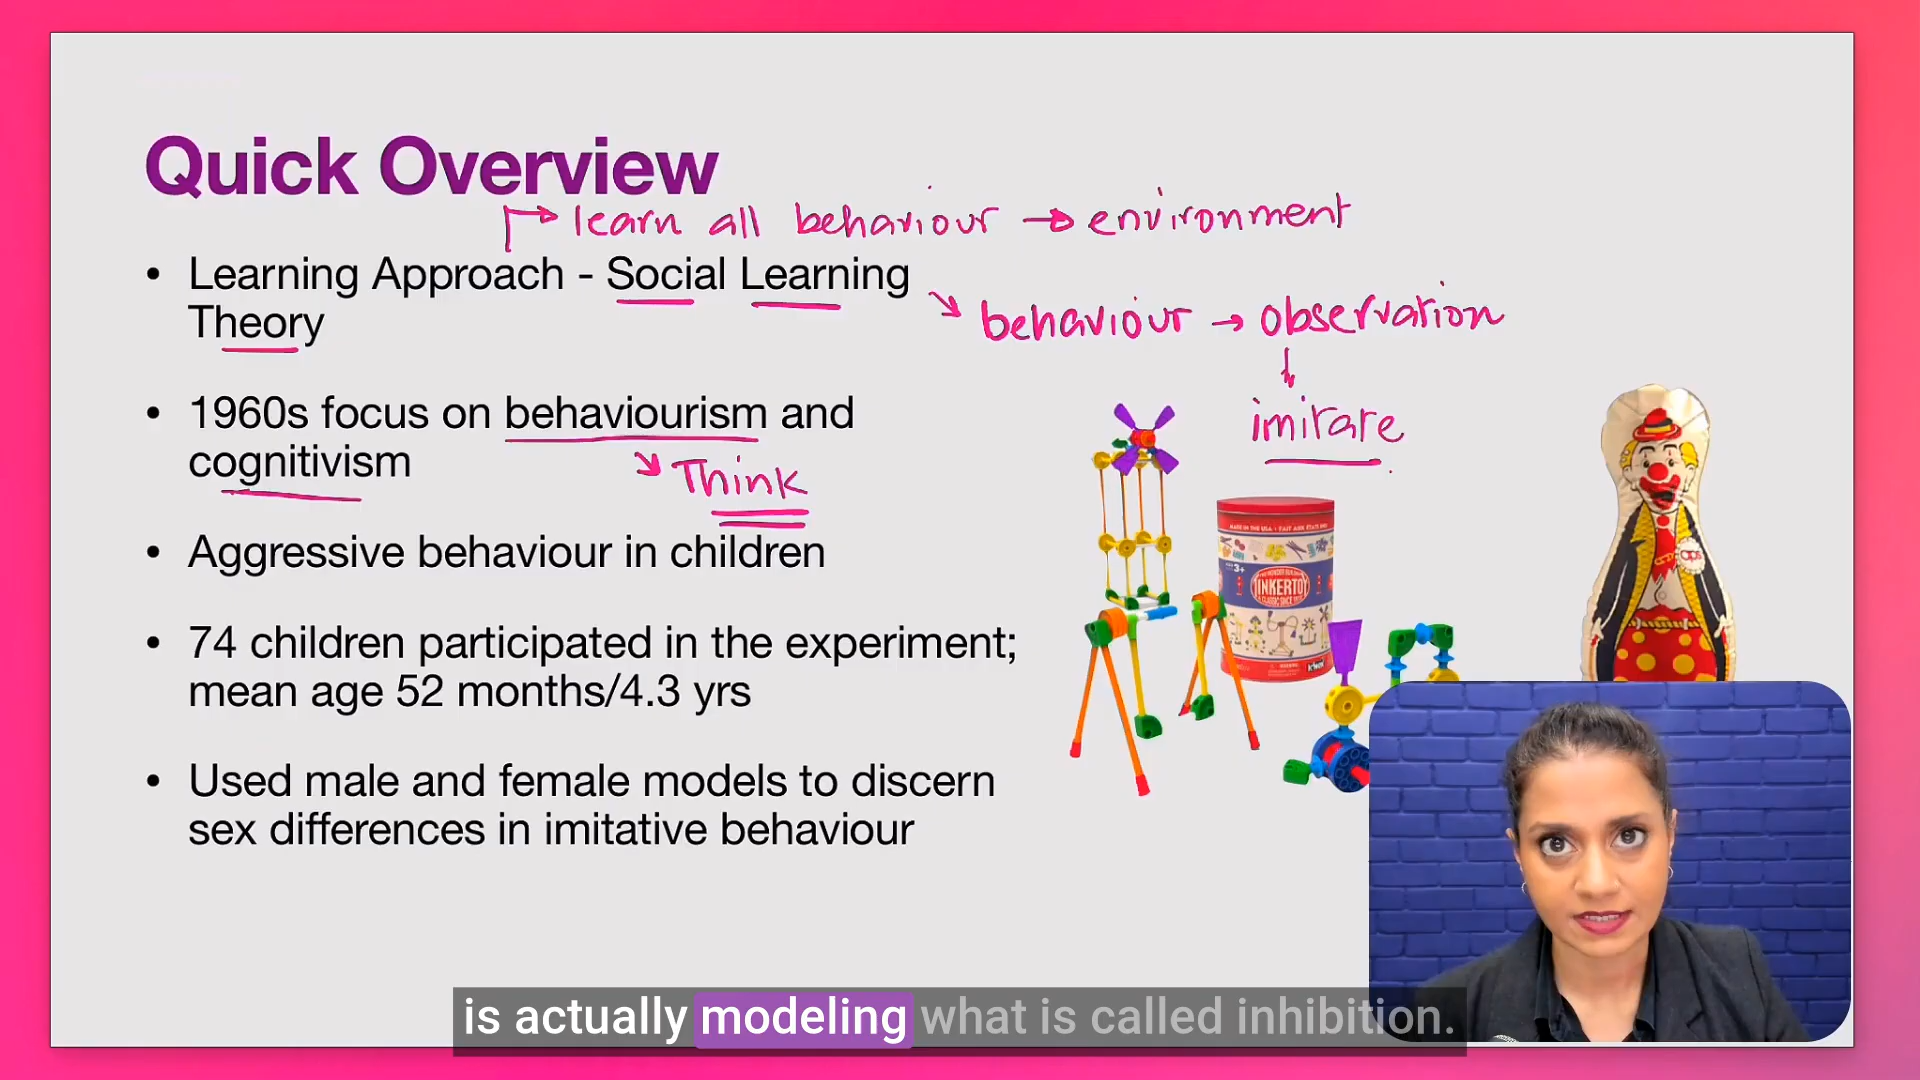 Quick Overview
learn all behaviour → environment
• Learning Approach - Social Learning
Theory
behaviour → observation
imitate
• 1960s focus on behaviourism and
cognitivism
Think
• Aggressive behaviour in children
• 74 children participated in the experiment;
mean age 52 months/4.3 yrs
• Used male and female models to discern
sex differences in imitative behaviour
3+
TINKERTOY
K'NEX
is actually modeling what is called inhibition.